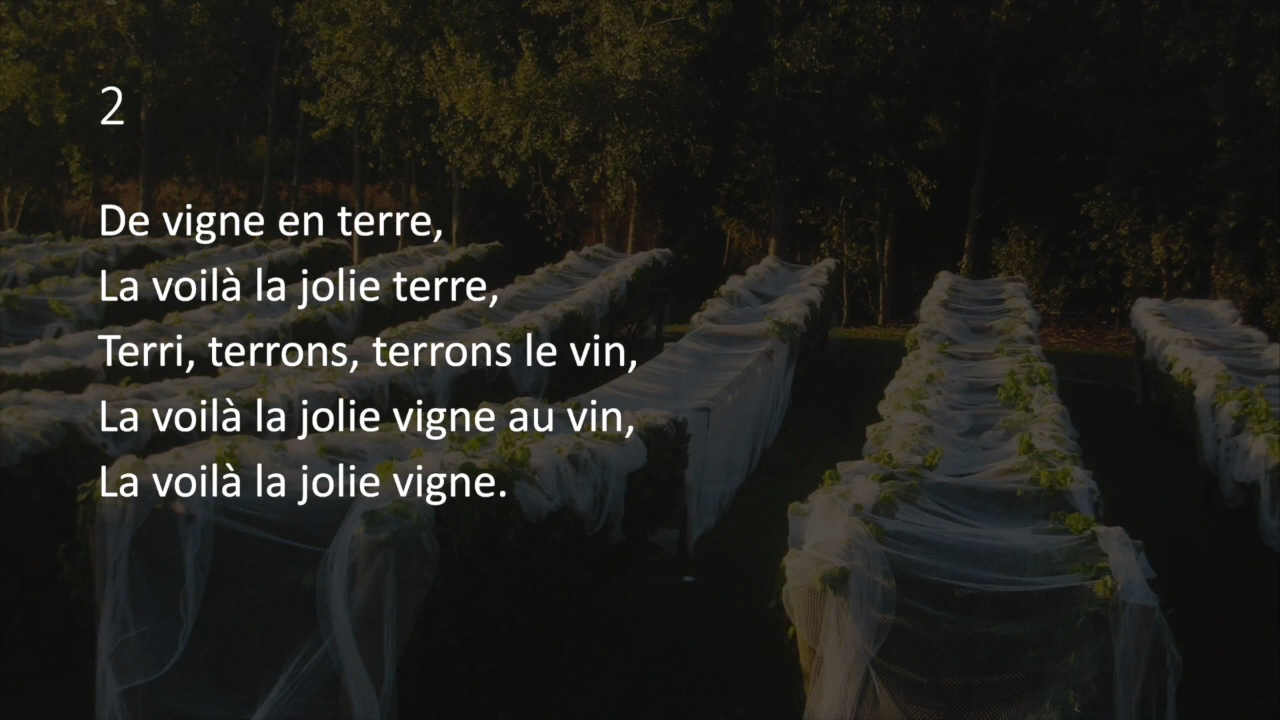 2
De vigne en terre,
La voilà la jolie terre,
Terri, terrons, terrons le vin,
La voilà la jolie vigne au vin,
La voilà la jolie vigne.